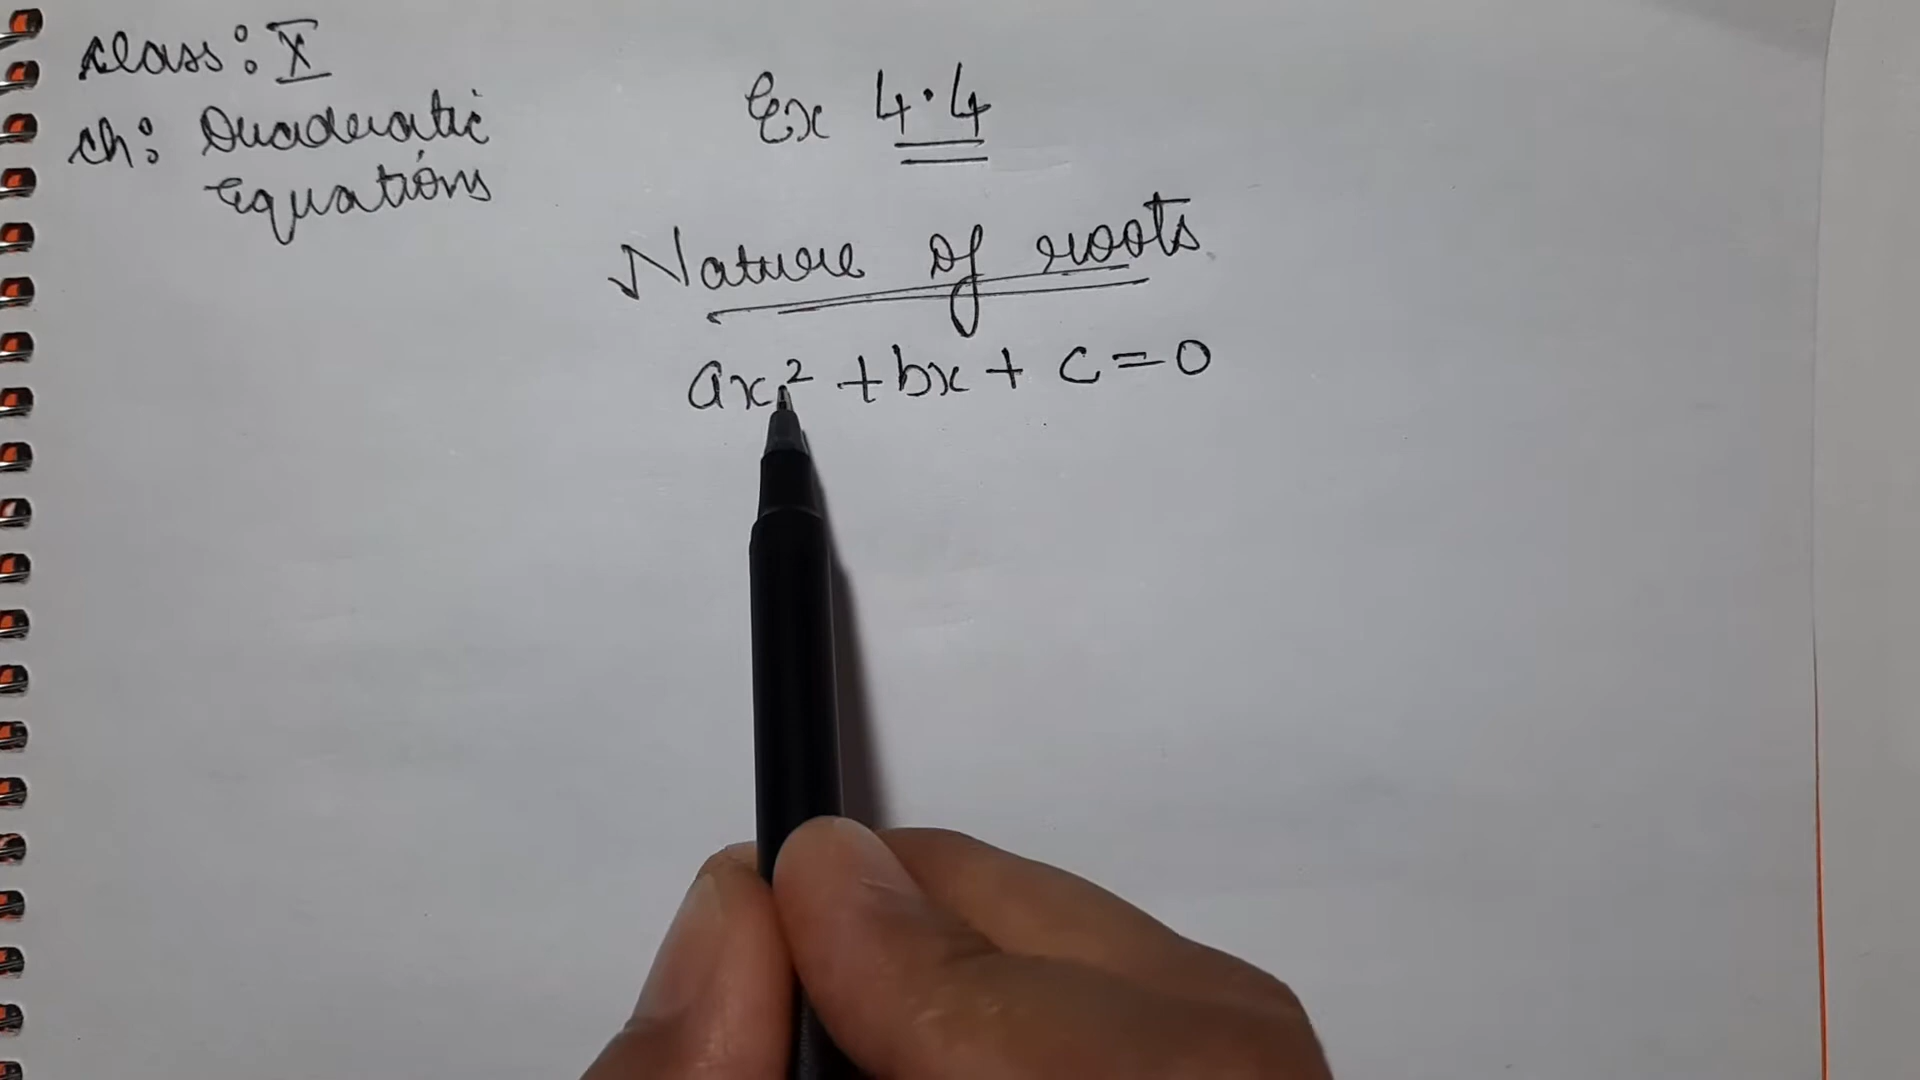 Class: X
Ch: Quadratic
Equations
Ex 4.4
Nature of roots
ax² + bx + c = 0